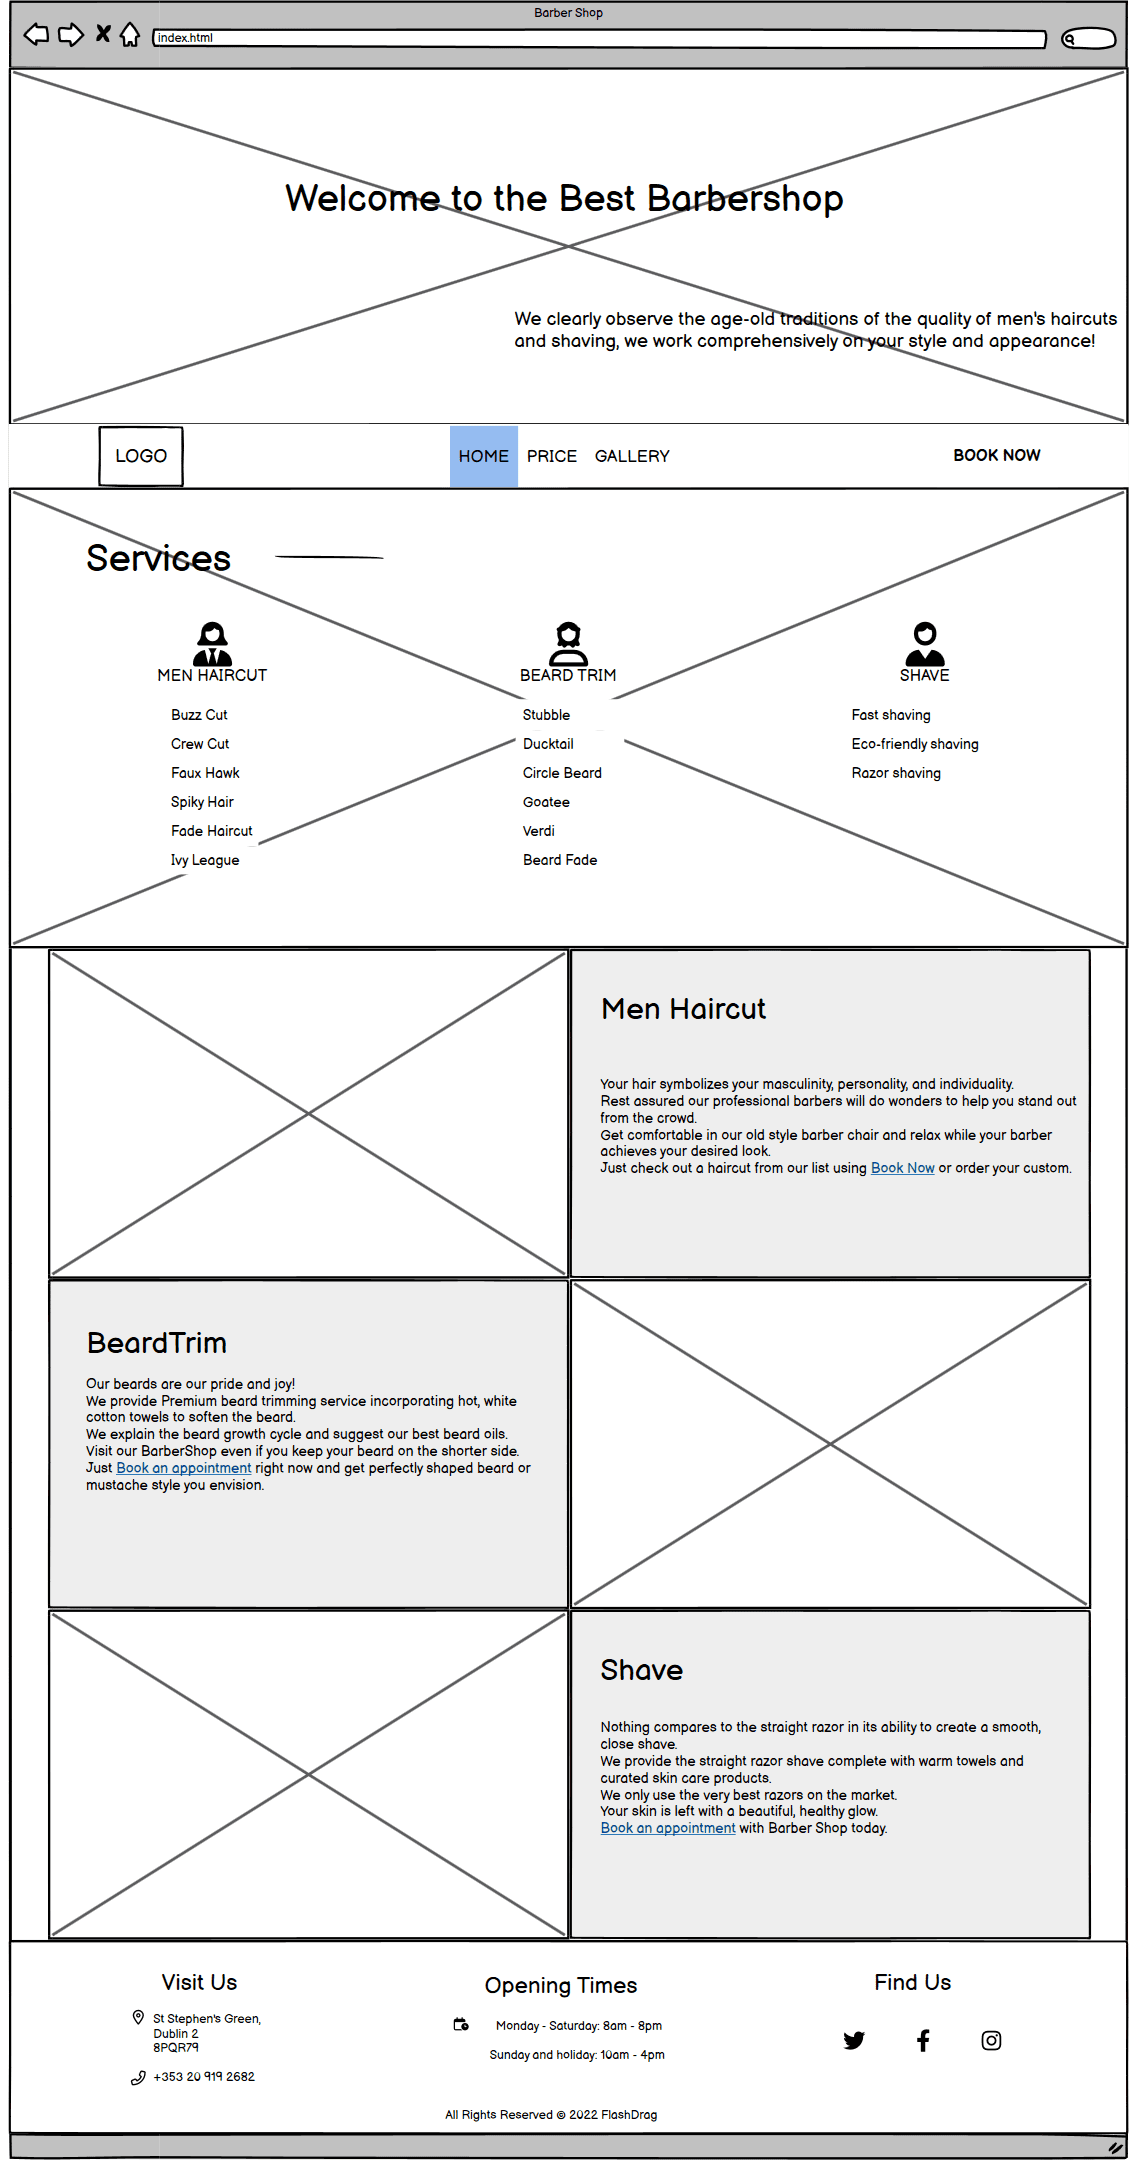 Barber Shop
index.html
Welcome to the Best Barbershop
We clearly observe the age-old traditions of the quality of men's haircuts
and shaving, we work comprehensively on your style and appearance!
LOGO
HOME PRICE GALLERY
BOOK NOW
Services
MEN HAIRCUT
Buzz Cut
Crew Cut
Faux Hawk
Spiky Hair
Fade Haircut
Ivy League
BEARD TRIM
Stubble
Ducktail
Circle Beard
Goatee
Verdi
Beard Fade
SHAVE
Fast shaving
Eco-friendly shaving
Razor shaving
Men Haircut
Your hair symbolizes your masculinity, personality, and individuality.
Rest assured our professional barbers will do wonders to help you stand out
from the crowd.
Get comfortable in our old style barber chair and relax while your barber
achieves your desired look.
Just check out a haircut from our list using Book Now or order your custom.
BeardTrim
Our beards are our pride and joy!
We provide Premium beard trimming service incorporating hot, white
cotton towels to soften the beard.
We explain the beard growth cycle and suggest our best beard oils.
Visit our BarberShop even if you keep your beard on the shorter side.
Just Book an appointment right now and get perfectly shaped beard or
mustache style you envision.
Shave
Nothing compares to the straight razor in its ability to create a smooth,
close shave.
We provide the straight razor shave complete with warm towels and
curated skin care products.
We only use the very best razors on the market.
Your skin is left with a beautiful, healthy glow.
Book an appointment with Barber Shop today.
Visit Us
St Stephen's Green,
Dublin 2
8PQR79
+353 20 919 2682
Opening Times
Monday - Saturday: 8am - 8pm
Sunday and holiday: 10am - 4pm
Find Us
All Rights Reserved © 2022 FlashDrag